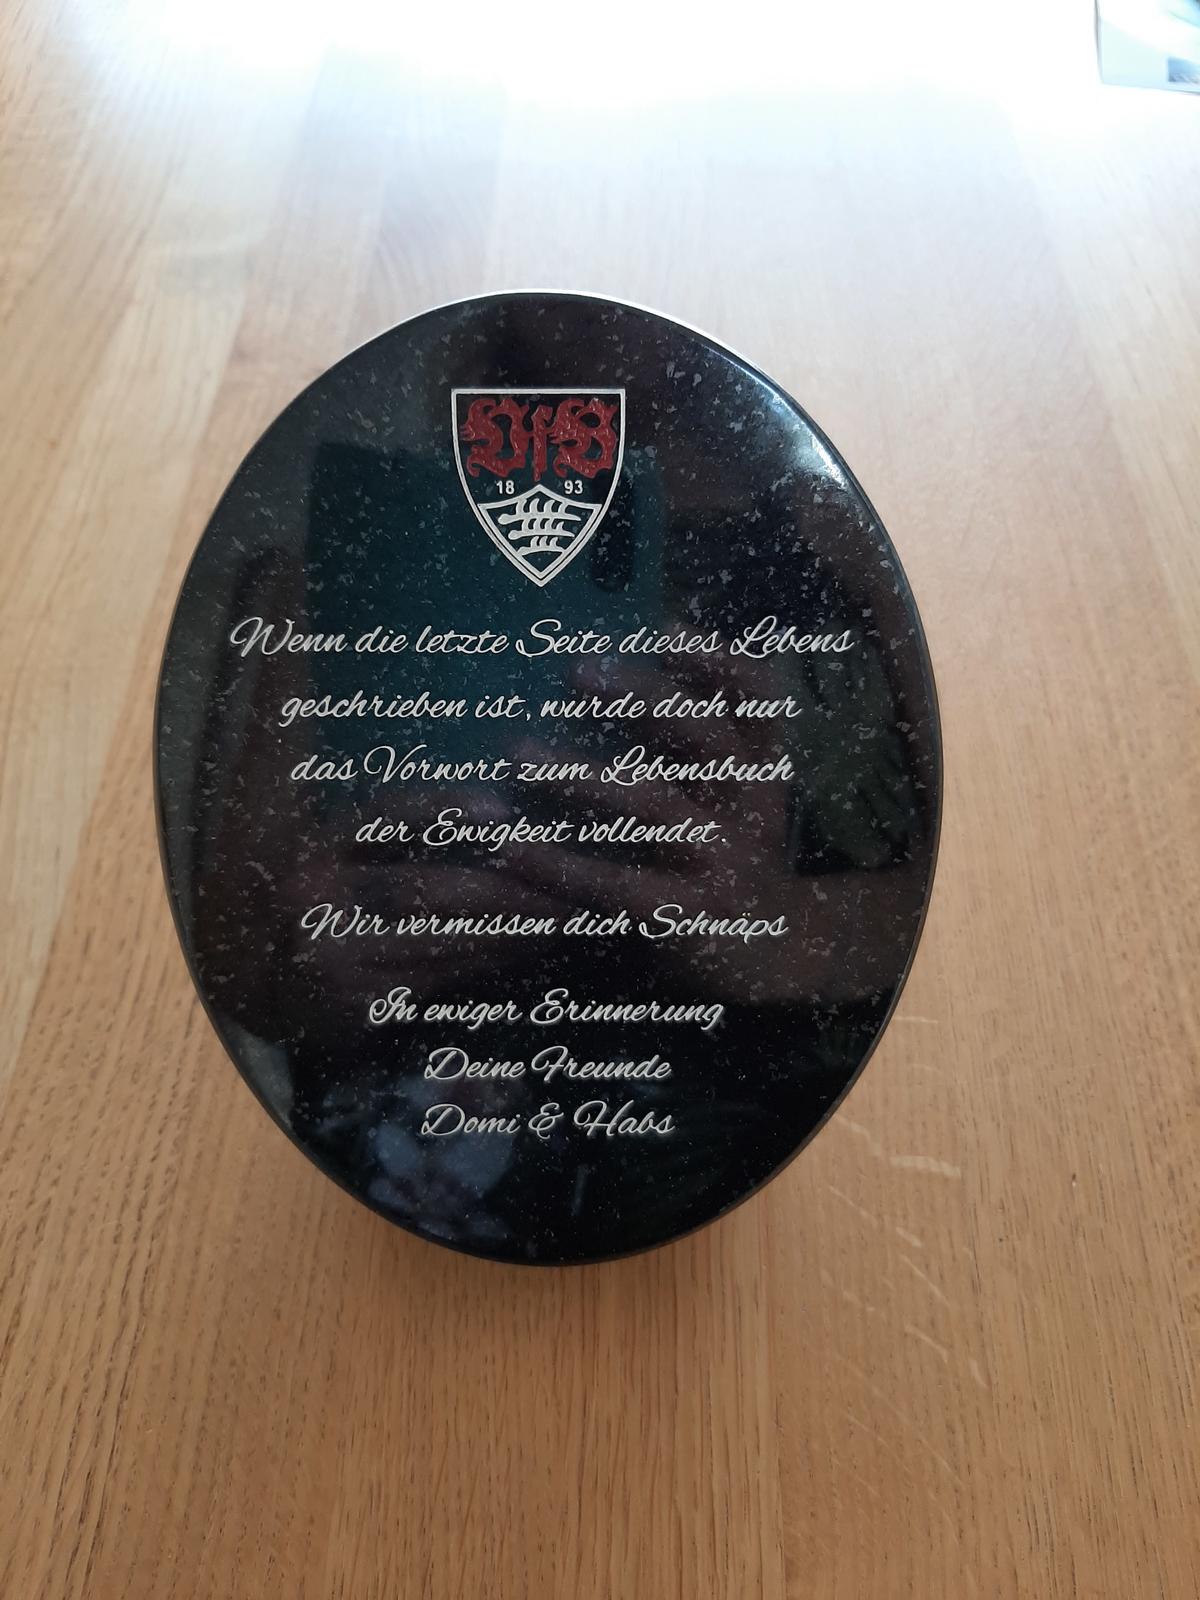 VfB
18 93
Wenn die letzte Seite dieses Lebens
geschrieben ist, wurde doch nur
das Vorwort zum Lebensbuch
der Ewigkeit vollendet.
Wir vermissen dich Schnäps
In ewiger Erinnerung
Deine Freunde
Domi & Habs